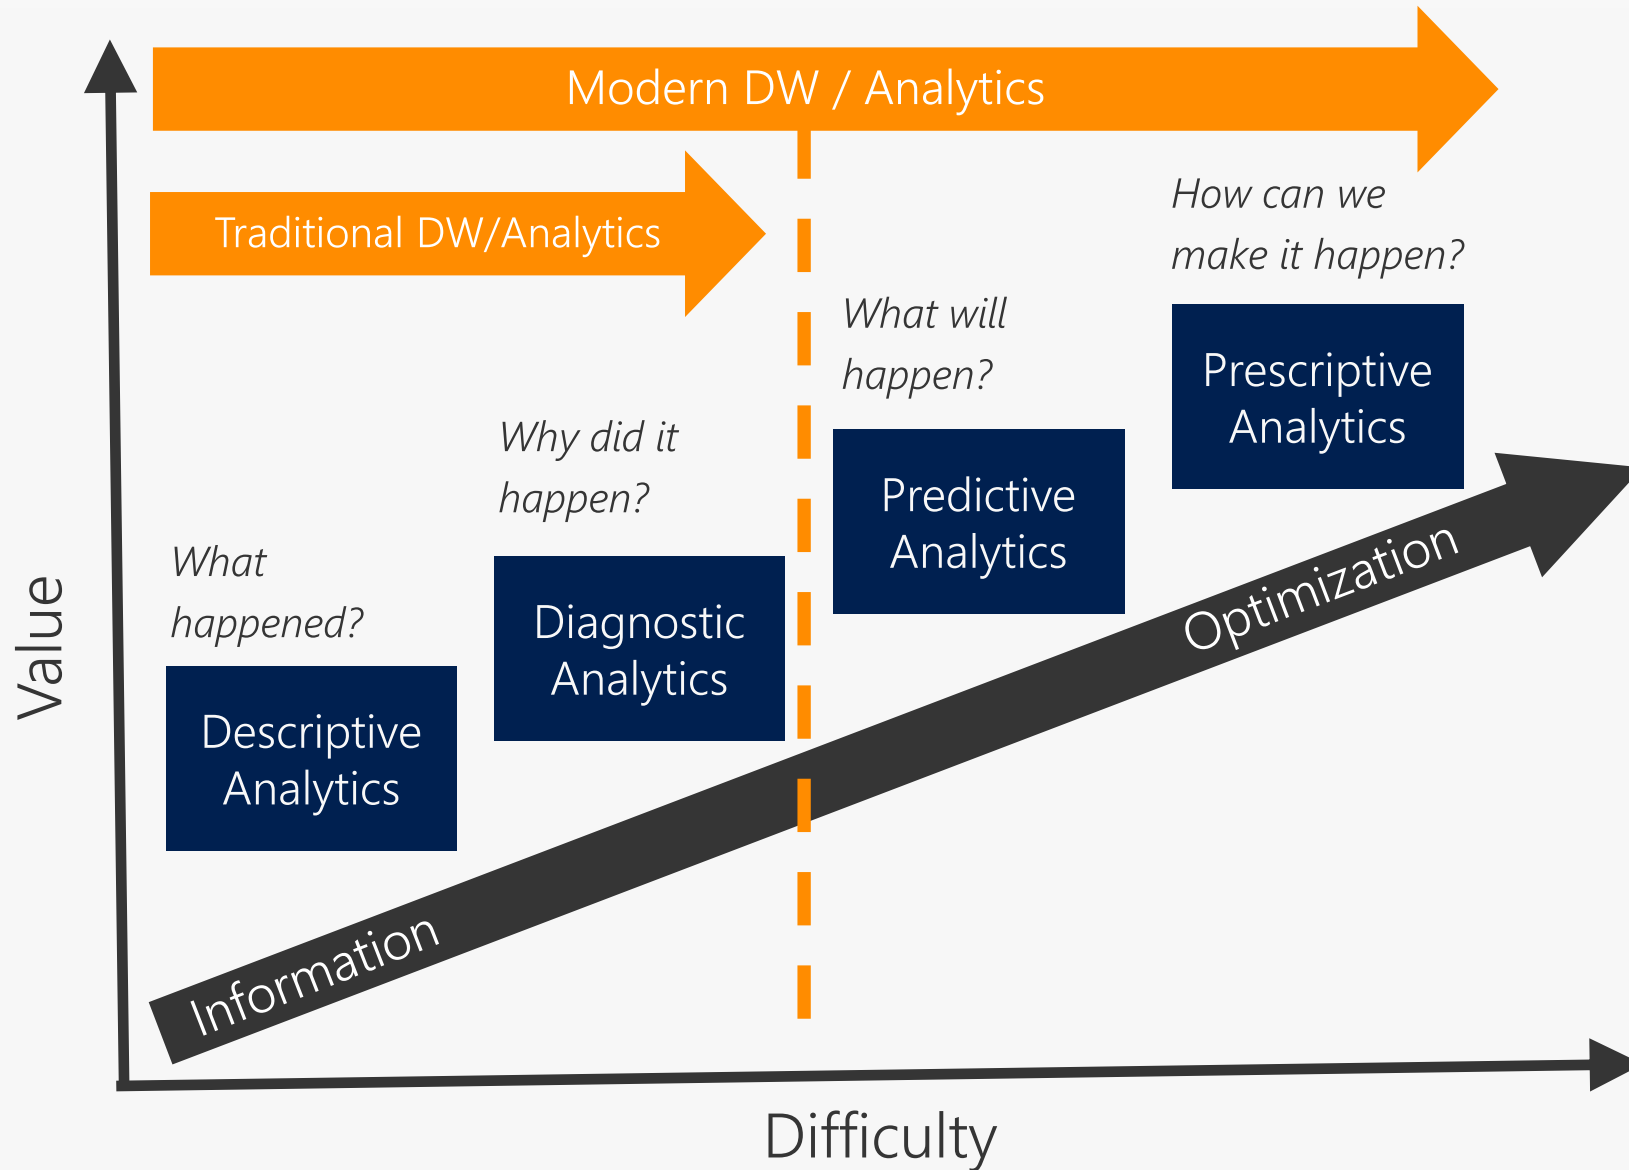 Modern DW / Analytics
Traditional DW/Analytics
How can we
make it happen?
What will
happen?
Prescriptive
Analytics
Why did it
happen?
Predictive
Analytics
What
happened?
Diagnostic
Analytics
Descriptive
Analytics
Value
Optimization
Information
Difficulty